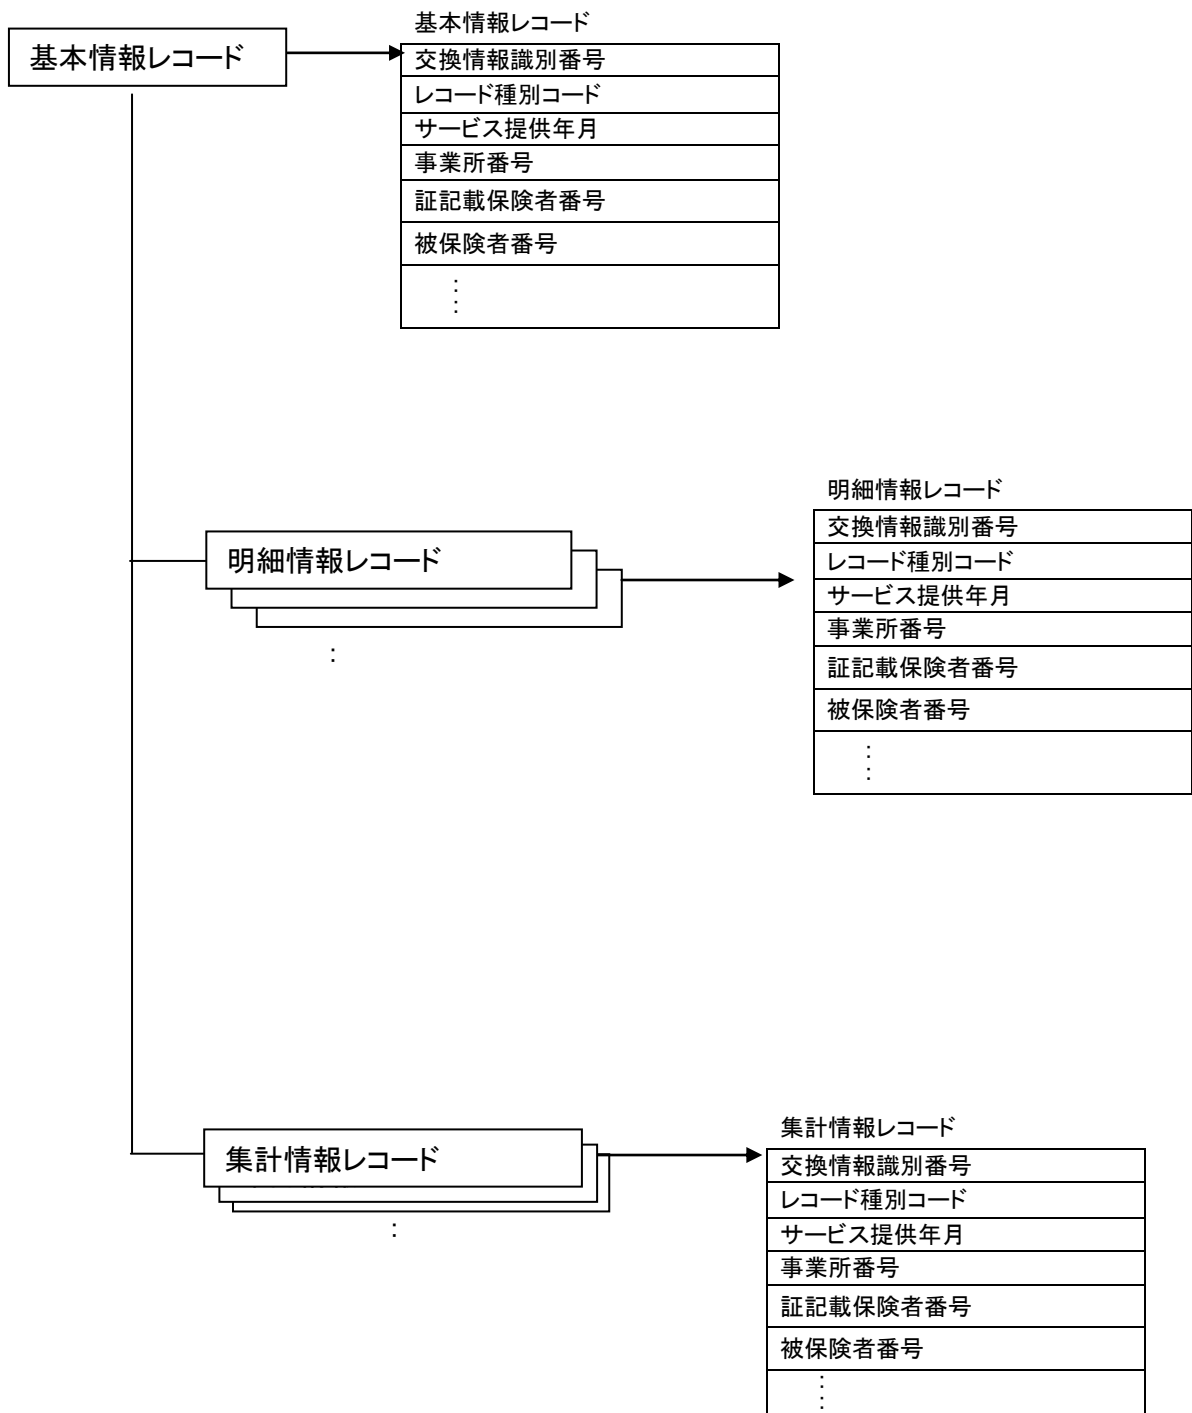 基本情報レコード
基本情報レコード
交換情報識別番号
レコード種別コード
サービス提供年月
事業所番号
証記載保険者番号
被保険者番号
：
：
明細情報レコード
：
明細情報レコード
交換情報識別番号
レコード種別コード
サービス提供年月
事業所番号
証記載保険者番号
被保険者番号
：
：
集計情報レコード
：
集計情報レコード
交換情報識別番号
レコード種別コード
サービス提供年月
事業所番号
証記載保険者番号
被保険者番号
：
：